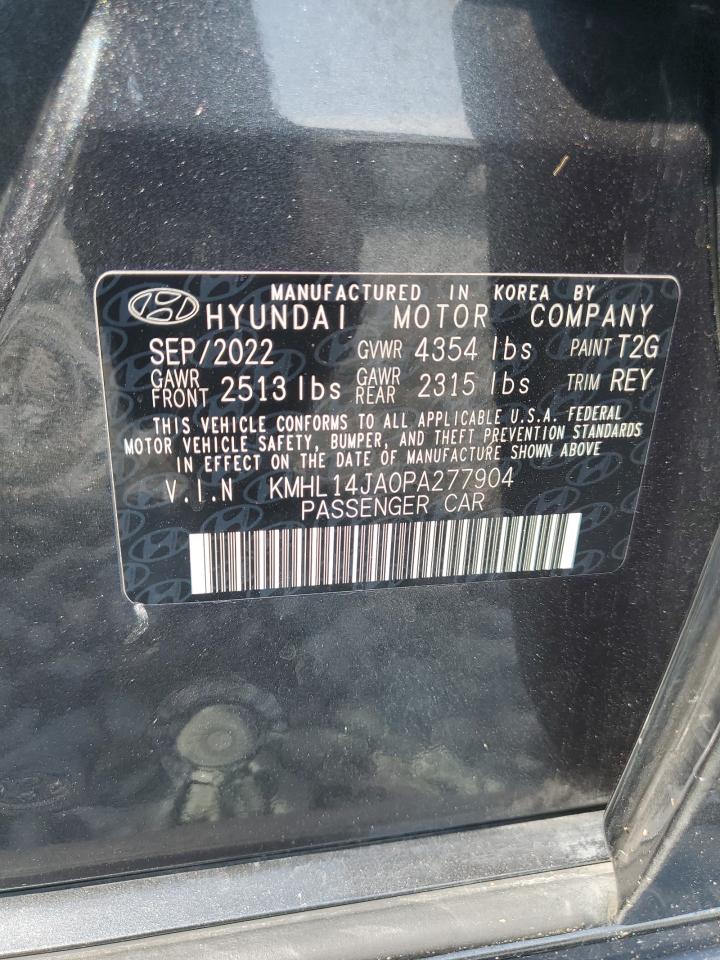 MANUFACTURED IN KOREA BY
HYUNDAI MOTOR COMPANY
SEP/2022 GVWR 4354 lbs PAINT T2G
GAWR FRONT 2513 lbs GAWR REAR 2315 lbs TRIM REY
THIS VEHICLE CONFORMS TO ALL APPLICABLE U.S.A. FEDERAL
MOTOR VEHICLE SAFETY, BUMPER, AND THEFT PREVENTION STANDARDS
IN EFFECT ON THE DATE OF MANUFACTURE SHOWN ABOVE
V.I.N KMHL14JA0PA277904
PASSENGER CAR